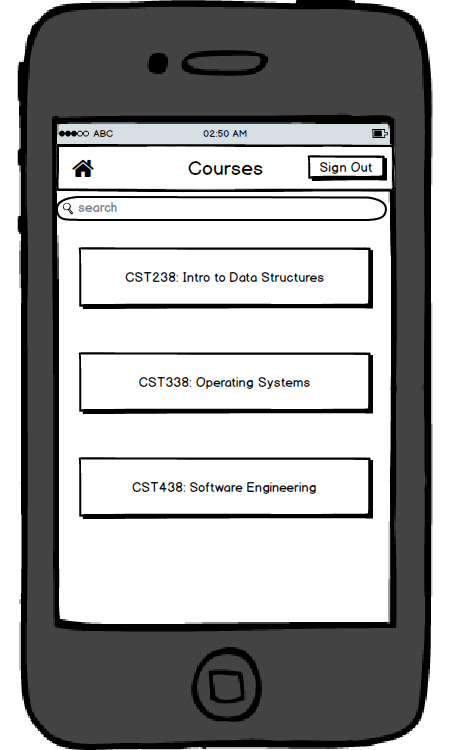 ABC 02:50 AM
Courses Sign Out
search
CST238: Intro to Data Structures
CST338: Operating Systems
CST438: Software Engineering